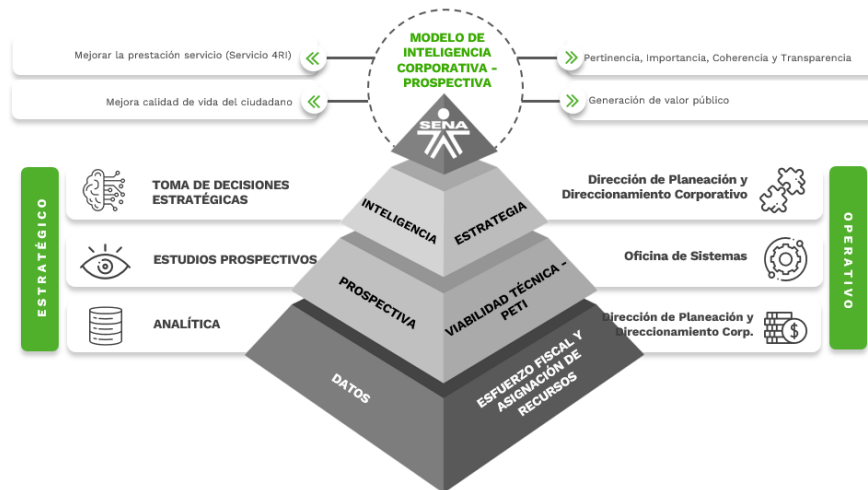 MODELO DE
INTELIGENCIA
CORPORATIVA -
PROSPECTIVA
Mejorar la prestación servicio (Servicio 4RI)
Pertinencia, Importancia, Coherencia y Transparencia
Mejora calidad de vida del ciudadano
Generación de valor público
SENA
ESTRATÉGICO
TOMA DE DECISIONES
ESTRATÉGICAS
INTELIGENCIA
ESTRATEGIA
Dirección de Planeación y
Direccionamiento Corporativo
OPERATIVO
ESTUDIOS PROSPECTIVOS
PROSPECTIVA
VIABILIDAD TÉCNICA -
PETI
Oficina de Sistemas
ANALÍTICA
DATOS
ESFUERZO FISCAL Y
ASIGNACIÓN DE
RECURSOS
Dirección de Planeación y
Direccionamiento Corp.
$